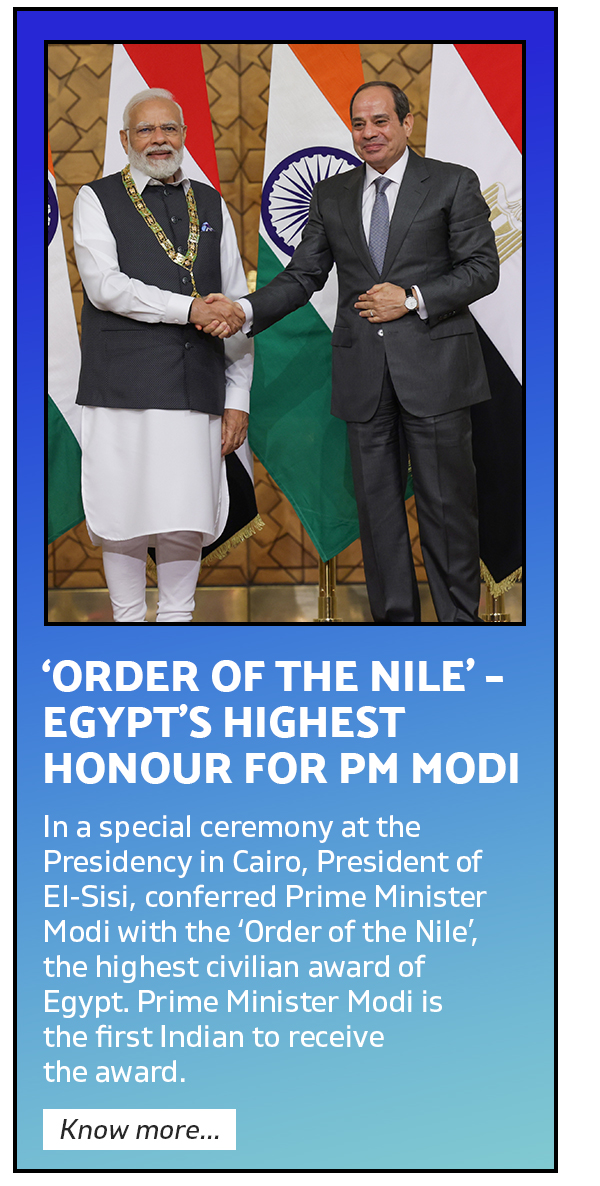 ‘ORDER OF THE NILE’ –
EGYPT’S HIGHEST
HONOUR FOR PM MODI
In a special ceremony at the
Presidency in Cairo, President of
El-Sisi, conferred Prime Minister
Modi with the ‘Order of the Nile’,
the highest civilian award of
Egypt. Prime Minister Modi is
the first Indian to receive
the award.
Know more...